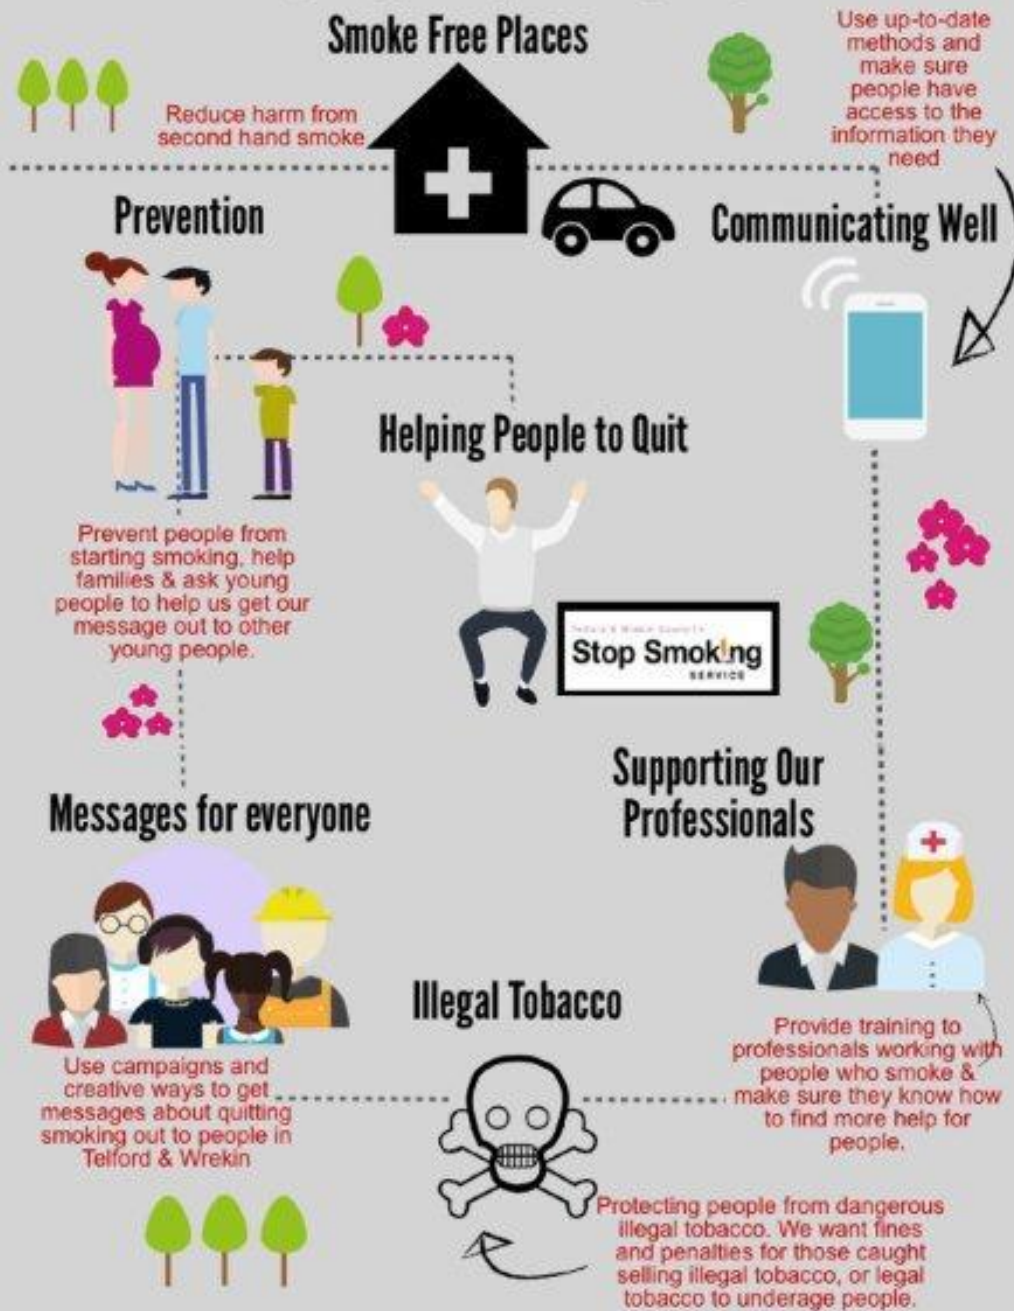 Smoke Free Places
Reduce harm from
second hand smoke
Use up-to-date
methods and
make sure
people have
access to the
information they
need
Prevention
Communicating Well
Helping People to Quit
Prevent people from
starting smoking, help
families & ask young
people to help us get our
message out to other
young people.
Stop Smok!ng
SERVICE
Supporting Our
Professionals
Messages for everyone
Illegal Tobacco
Use campaigns and
creative ways to get
messages about quitting
smoking out to people in
Telford & Wrekin
Provide training to
professionals working with
people who smoke &
make sure they know how
to find more help for
people.
Protecting people from dangerous
illegal tobacco. We want fines
and penalties for those caught
selling illegal tobacco, or legal
tobacco to underage people.